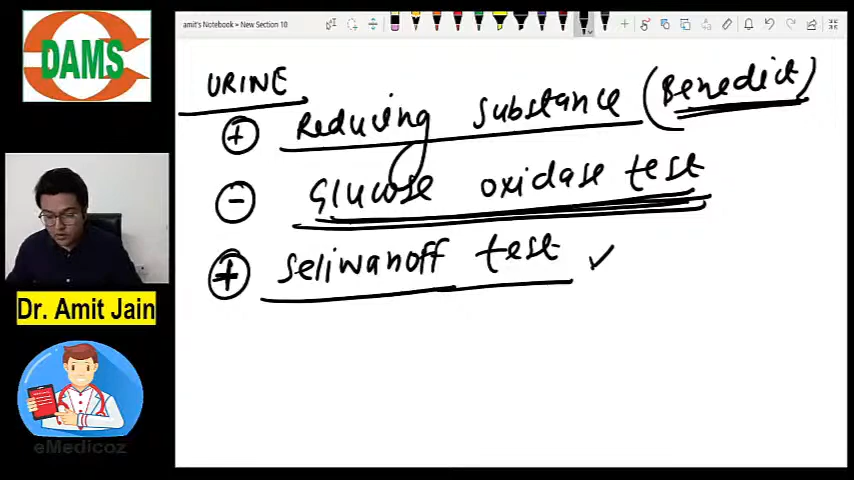 amit's Notebook > New Section 10
DAMS
URINE
+ Reducing substance (Benedict)
- Glucose oxidase test
+ Seliwanoff test ✓
Dr. Amit Jain
eMedicoz